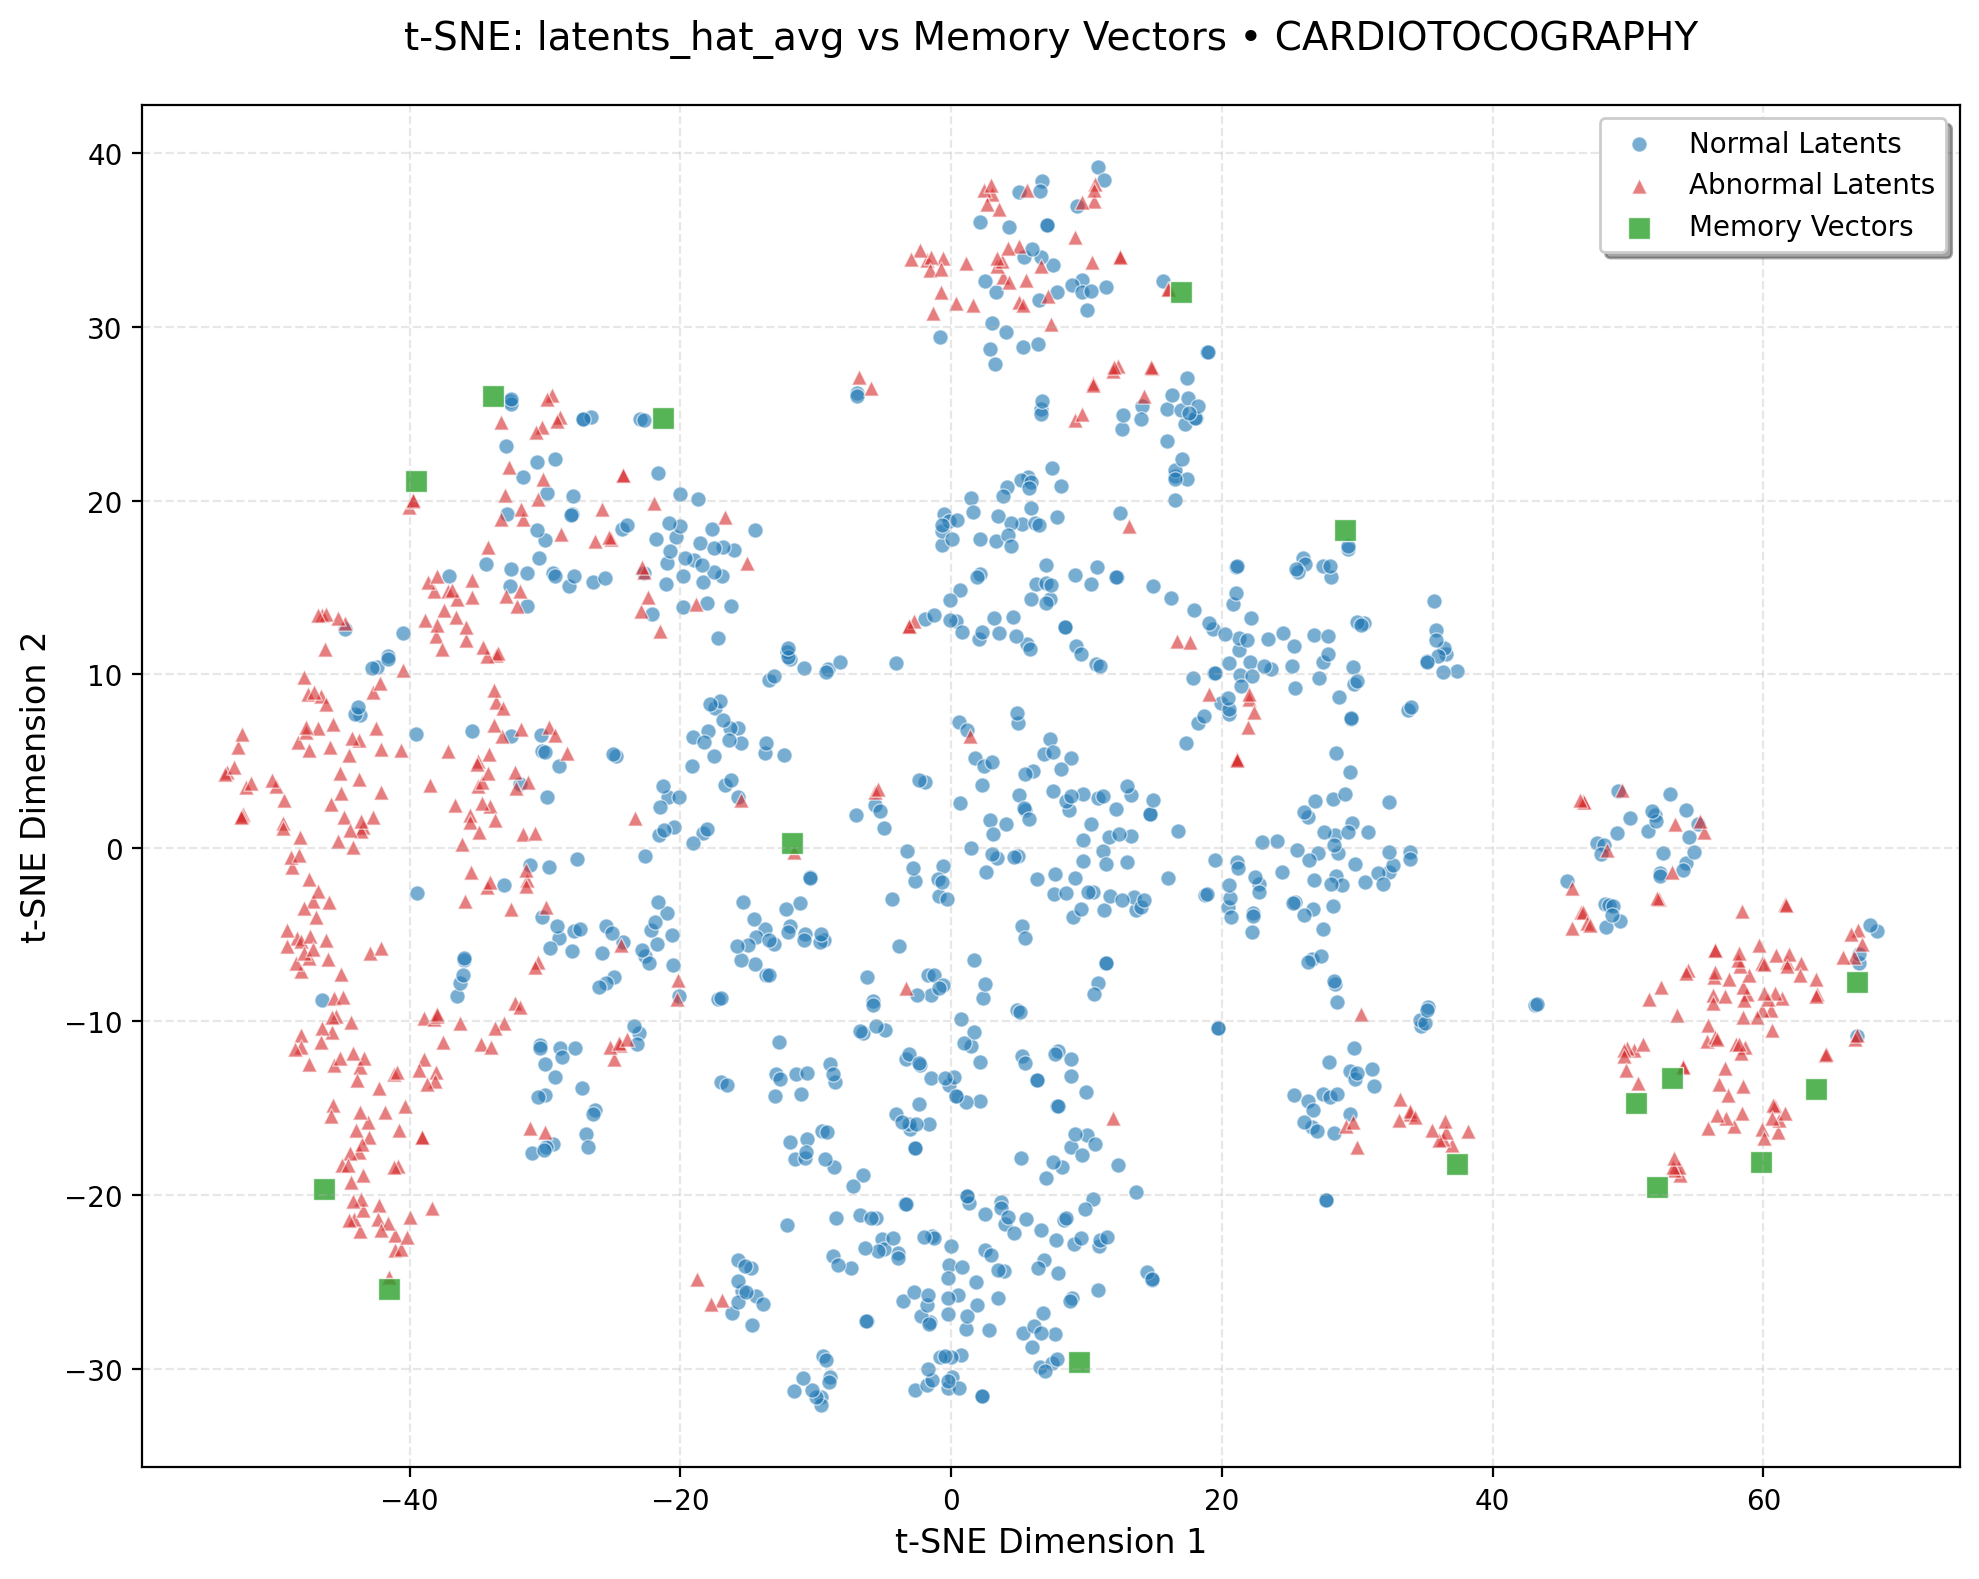 t-SNE: latents_hat_avg vs Memory Vectors • CARDIOTOCOGRAPHY
Normal Latents
Abnormal Latents
Memory Vectors
40
30
20
10
0
−10
−20
−30
t-SNE Dimension 2
−40
−20
0
20
40
60
t-SNE Dimension 1